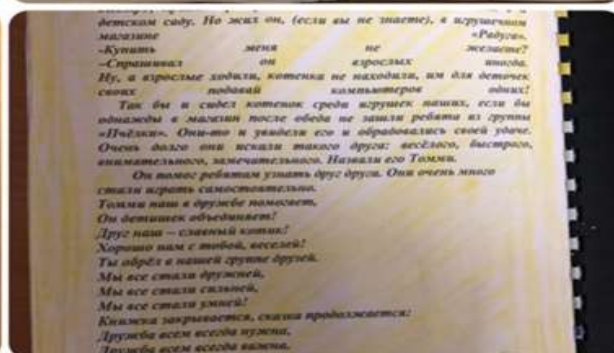 детском саду. Но жил он, (если вы не знаете), в игрушечном
магазине «Радуга».
-Купить меня не желаете?
-Спрашивал он взрослых иногда.
Ну, а взрослые ходили, котенка не находили, им для деточек
своих подавай компьютеров одних!
Так бы и сидел котенок среди игрушек наших, если бы
однажды в магазин после обеда не зашли ребята из группы
«Пчёлки». Они-то и увидели его и обрадовались своей удаче.
Очень долго они искали такого друга: весёлого, быстрого,
внимательного, замечательного. Назвали его Томми.
Он помог ребятам узнать друг друга. Они очень много
стали играть самостоятельно.
Томми наш в дружбе помогает,
Он детишек объединяет!
Друг наш – славный котик!
Хорошо нам с тобой, веселей!
Ты обрёл в нашей группе друзей.
Мы все стали дружней,
Мы все стали сильней,
Мы все стали умней!
Книжка закрывается, сказка продолжается:
Дружба всем всегда нужна,
Дружба всем всегда важна,